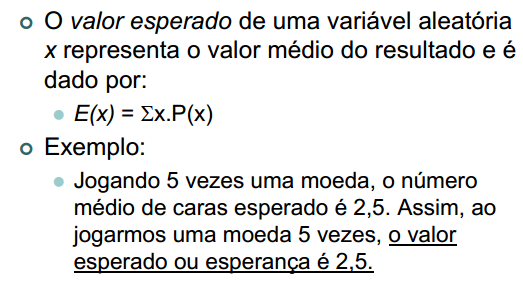 O valor esperado de uma variável aleatória
x representa o valor médio do resultado e é
dado por:
E(x) = Σx.P(x)
Exemplo:
Jogando 5 vezes uma moeda, o número
médio de caras esperado é 2,5. Assim, ao
jogarmos uma moeda 5 vezes, o valor
esperado ou esperança é 2,5.